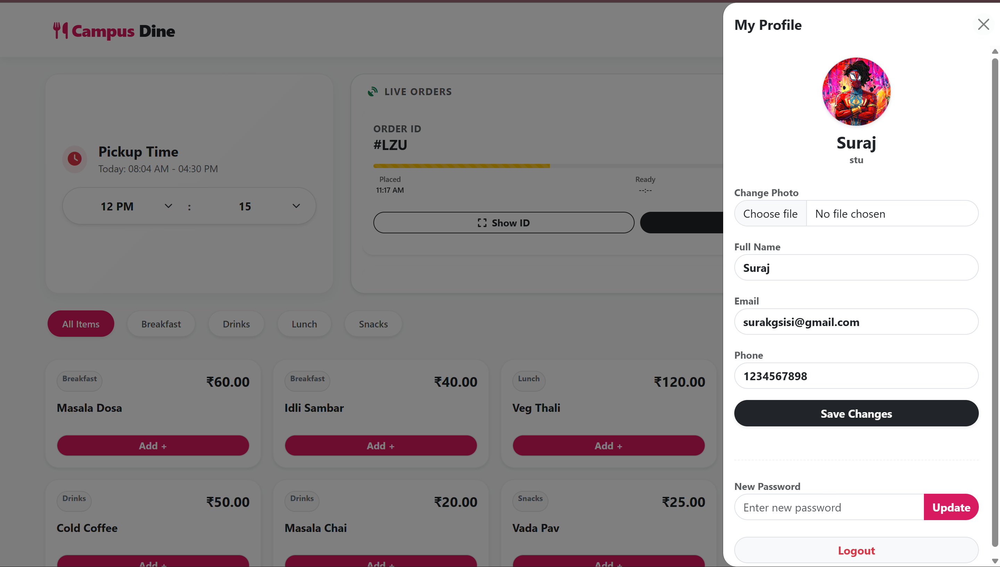 Campus Dine
Pickup Time
Today: 08:04 AM - 04:30 PM
12 PM : 15
LIVE ORDERS
ORDER ID
#LZU
Placed Ready
11:17 AM --:--
Show ID
All Items Breakfast Drinks Lunch Snacks
Breakfast ₹60.00
Masala Dosa
Add +
Breakfast ₹40.00
Idli Sambar
Add +
Lunch ₹120.00
Veg Thali
Add +
Drinks ₹50.00
Cold Coffee
Add +
Drinks ₹20.00
Masala Chai
Add +
Snacks ₹25.00
Vada Pav
Add +
My Profile
Suraj
stu
Change Photo
Choose file No file chosen
Full Name
Suraj
Email
surakgsisi@gmail.com
Phone
1234567898
Save Changes
New Password
Enter new password Update
Logout